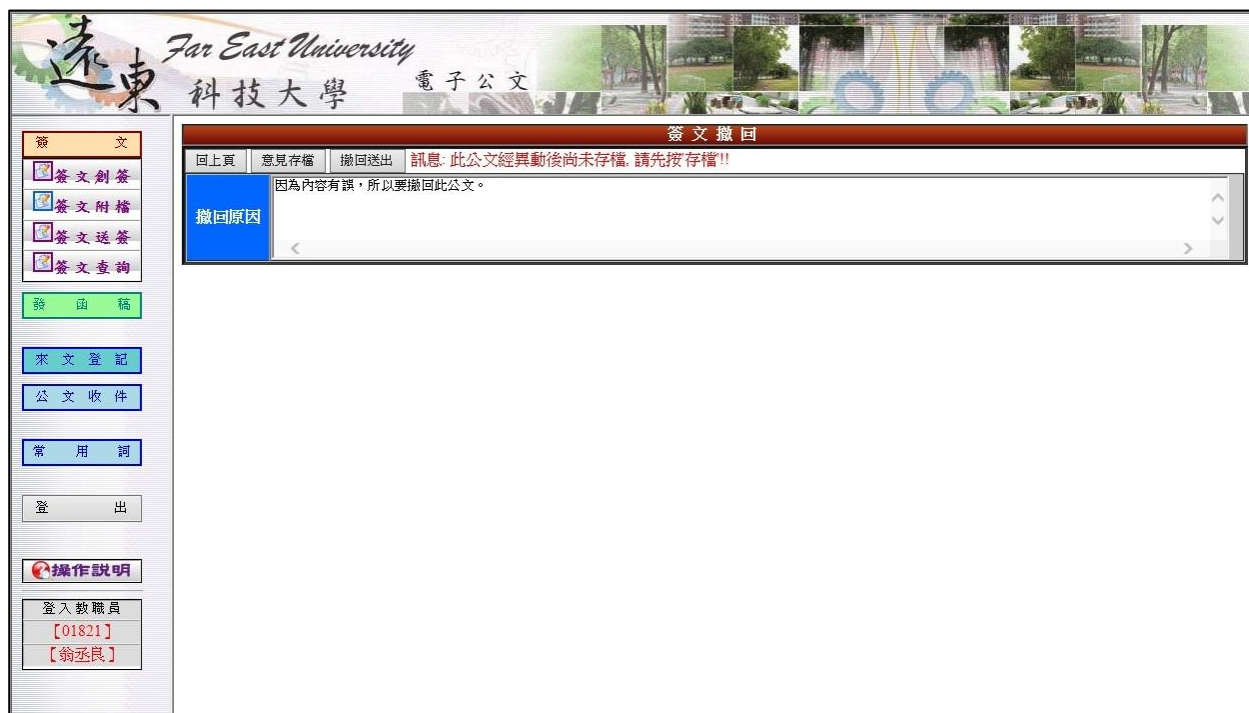 遠東
Far East University
科技大學
電子公文
簽文
簽文創簽
簽文附檔
簽文送簽
簽文查詢
發函稿
來文登記
公文收件
常用詞
登出
操作說明
登入教職員
【01821】
【翁丞良】
簽文撤回
回上頁 意見存檔 撤回送出 訊息: 此公文經異動後尚未存檔, 請先按'存檔'!!
撤回原因
因為內容有誤，所以要撤回此公文。